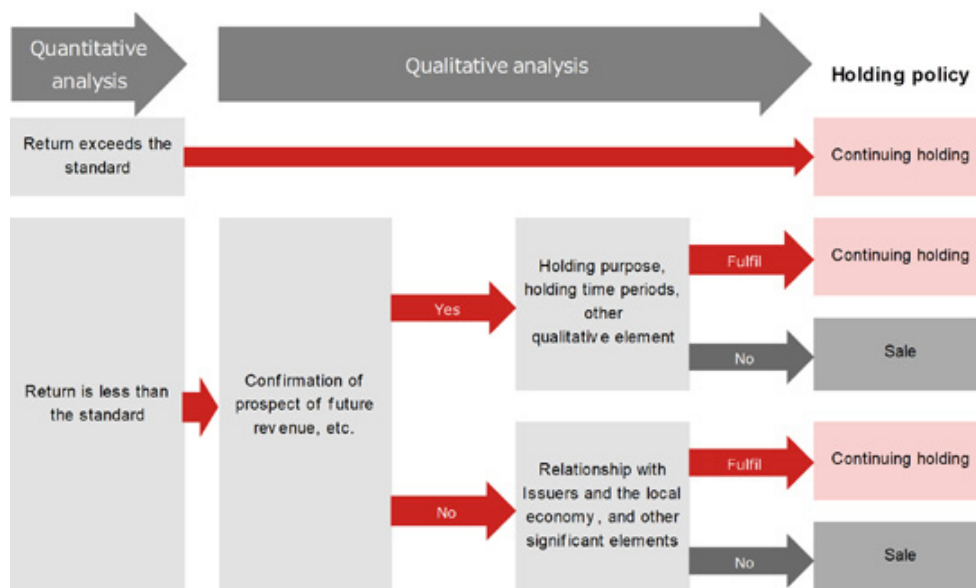 Quantitative
analysis
Qualitative analysis
Holding policy
Return exceeds the
standard
Continuing holding
Return is less than
the standard
Confirmation of
prospect of future
revenue, etc.
Yes
Holding purpose,
holding time periods,
other
qualitative element
Fulfil
Continuing holding
No
Sale
No
Relationship with
Issuers and the local
economy, and other
significant elements
Fulfil
Continuing holding
No
Sale